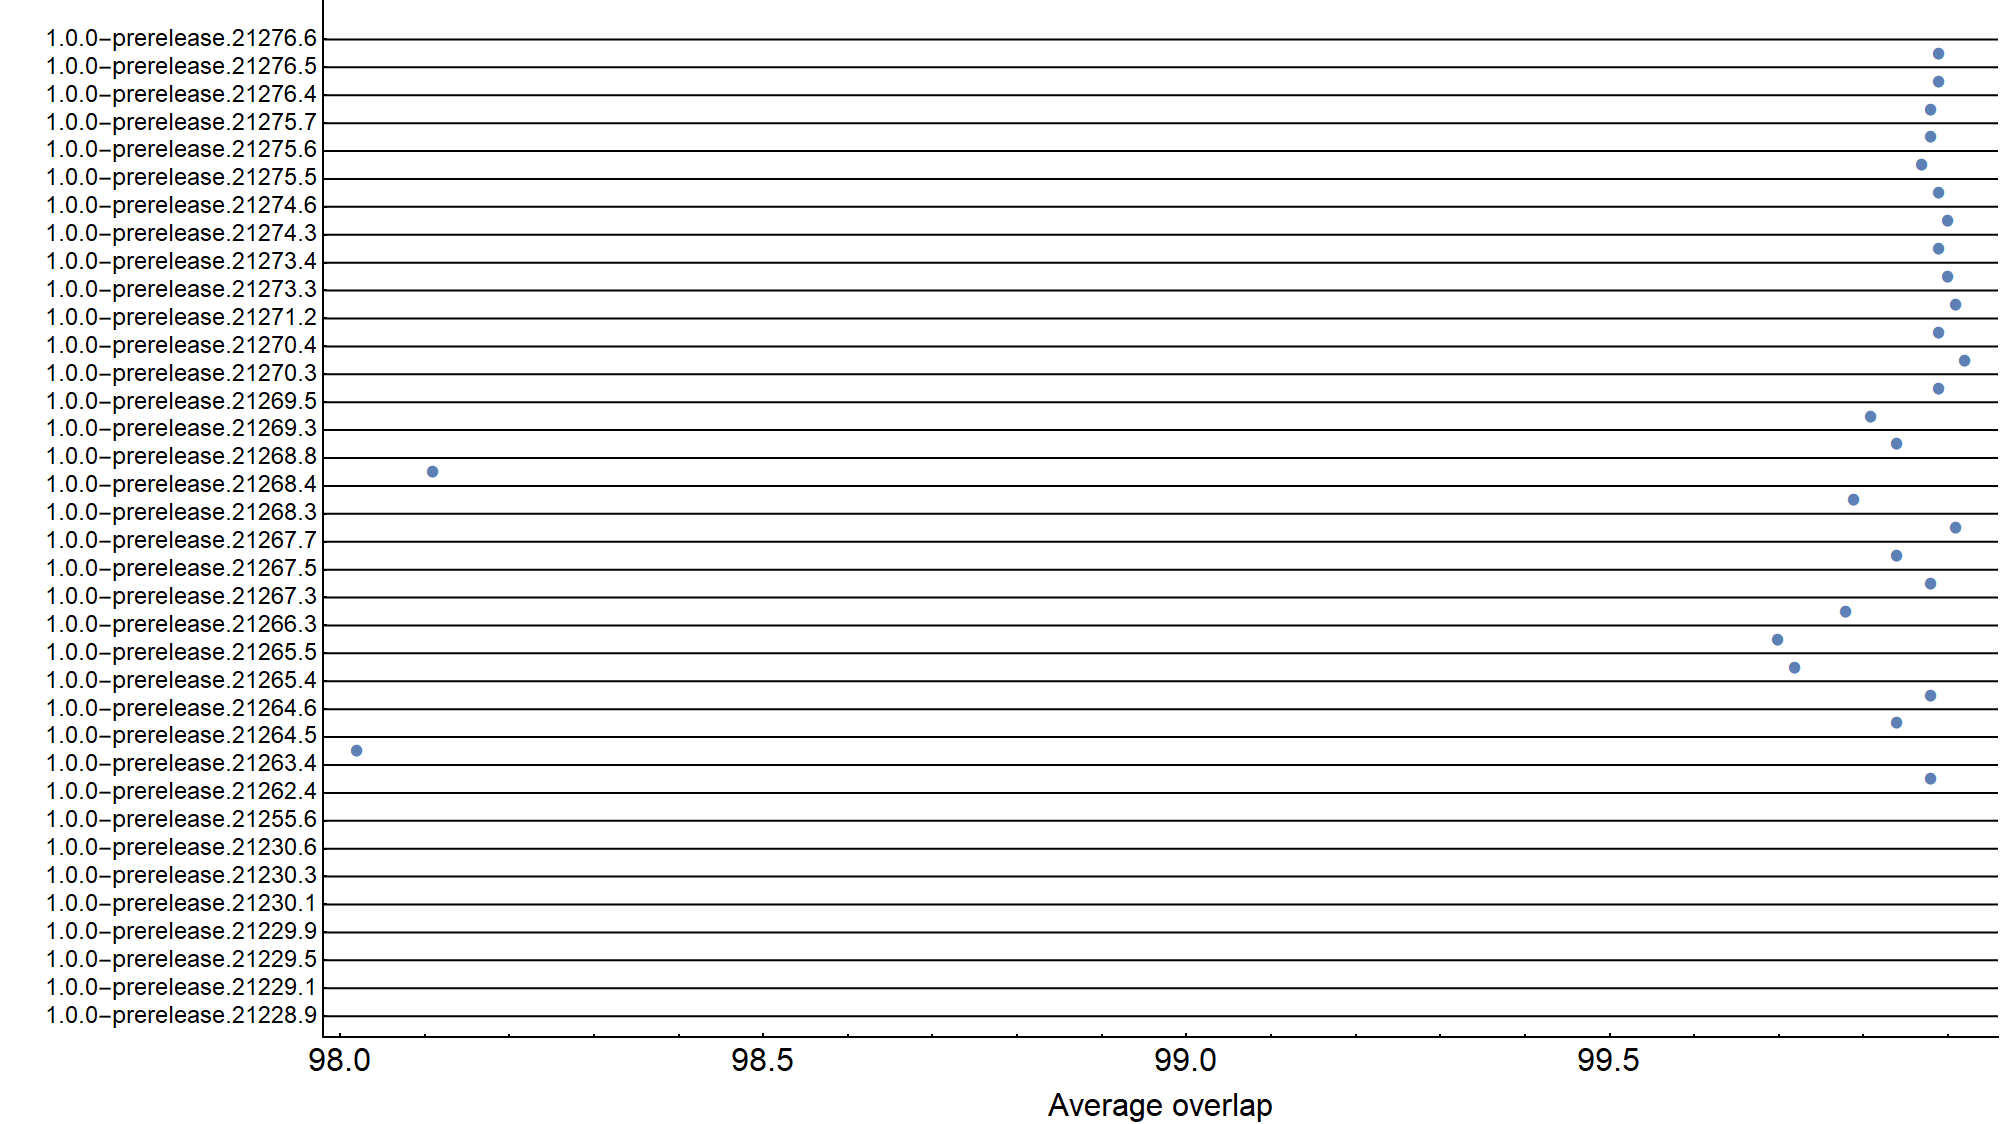 1.0.0−prerelease.21276.6
1.0.0−prerelease.21276.5
1.0.0−prerelease.21276.4
1.0.0−prerelease.21275.7
1.0.0−prerelease.21275.6
1.0.0−prerelease.21275.5
1.0.0−prerelease.21274.6
1.0.0−prerelease.21274.3
1.0.0−prerelease.21273.4
1.0.0−prerelease.21273.3
1.0.0−prerelease.21271.2
1.0.0−prerelease.21270.4
1.0.0−prerelease.21270.3
1.0.0−prerelease.21269.5
1.0.0−prerelease.21269.3
1.0.0−prerelease.21268.8
1.0.0−prerelease.21268.4
1.0.0−prerelease.21268.3
1.0.0−prerelease.21267.7
1.0.0−prerelease.21267.5
1.0.0−prerelease.21267.3
1.0.0−prerelease.21266.3
1.0.0−prerelease.21265.5
1.0.0−prerelease.21265.4
1.0.0−prerelease.21264.6
1.0.0−prerelease.21264.5
1.0.0−prerelease.21263.4
1.0.0−prerelease.21262.4
1.0.0−prerelease.21255.6
1.0.0−prerelease.21230.6
1.0.0−prerelease.21230.3
1.0.0−prerelease.21230.1
1.0.0−prerelease.21229.9
1.0.0−prerelease.21229.5
1.0.0−prerelease.21229.1
1.0.0−prerelease.21228.9
98.0 98.5 99.0 99.5
Average overlap